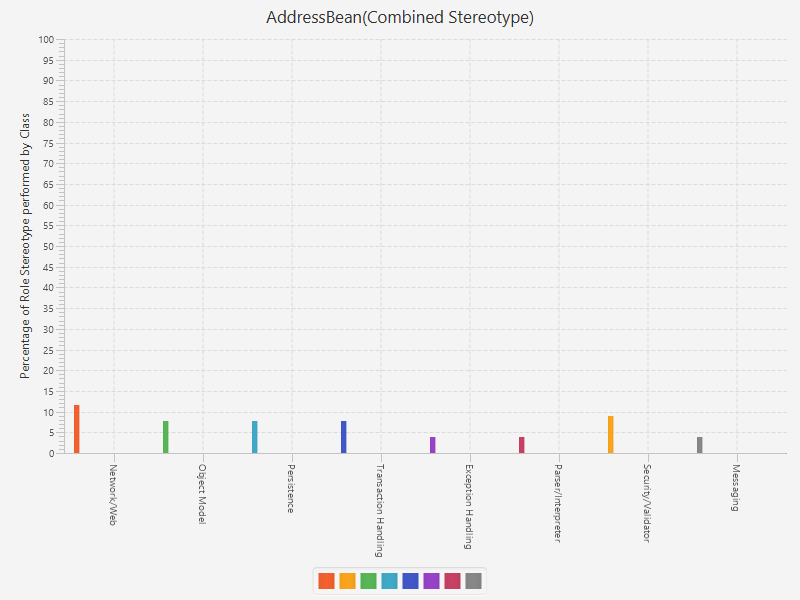 AddressBean(Combined Stereotype)
Percentage of Role Stereotype performed by Class
100
95
90
85
80
75
70
65
60
55
50
45
40
35
30
25
20
15
10
5
0
Network/Web
Object Model
Persistence
Transaction Handling
Exception Handling
Parser/Interpreter
Security/Validator
Messaging